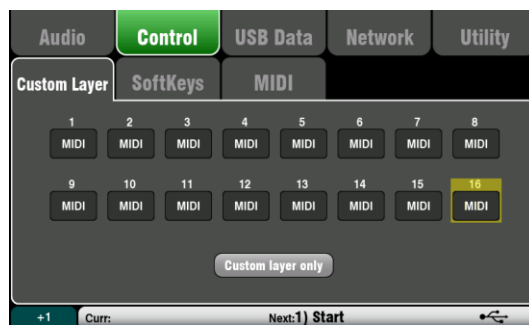 Audio Control USB Data Network Utility
Custom Layer SoftKeys MIDI
1 2 3 4 5 6 7 8
MIDI MIDI MIDI MIDI MIDI MIDI MIDI MIDI
9 10 11 12 13 14 15 16
MIDI MIDI MIDI MIDI MIDI MIDI MIDI MIDI
Custom layer only
+1 Curr: Next:1) Start